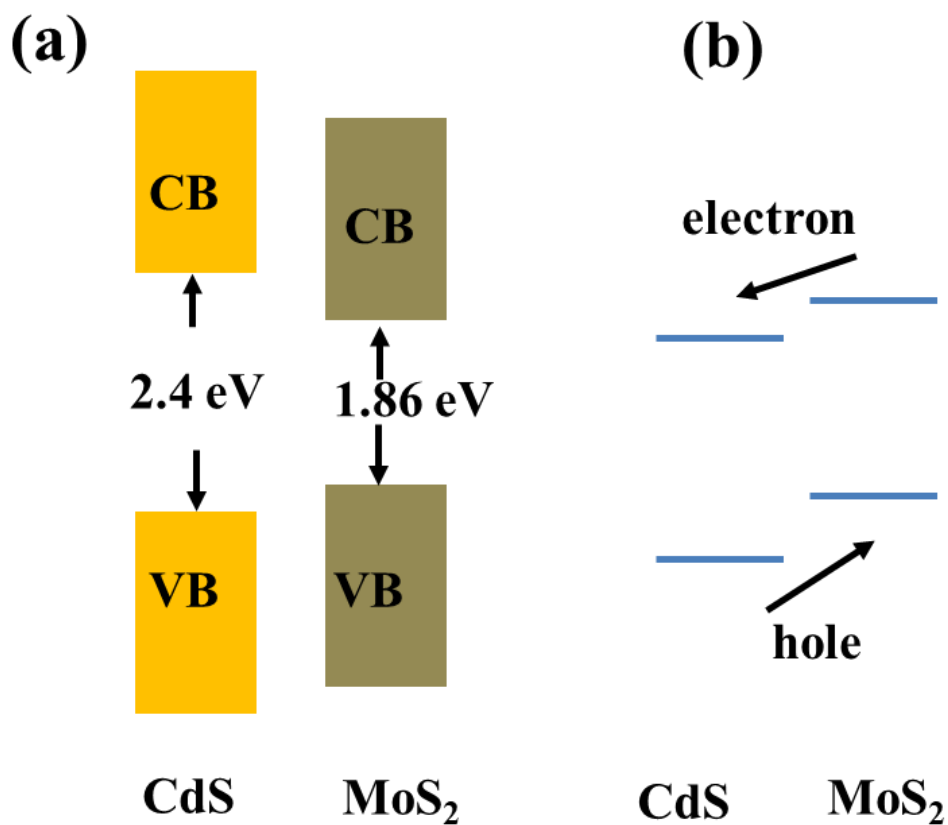 (a)
CB
CB
2.4 eV
1.86 eV
VB
VB
CdS
MoS₂
(b)
electron
hole
CdS
MoS₂